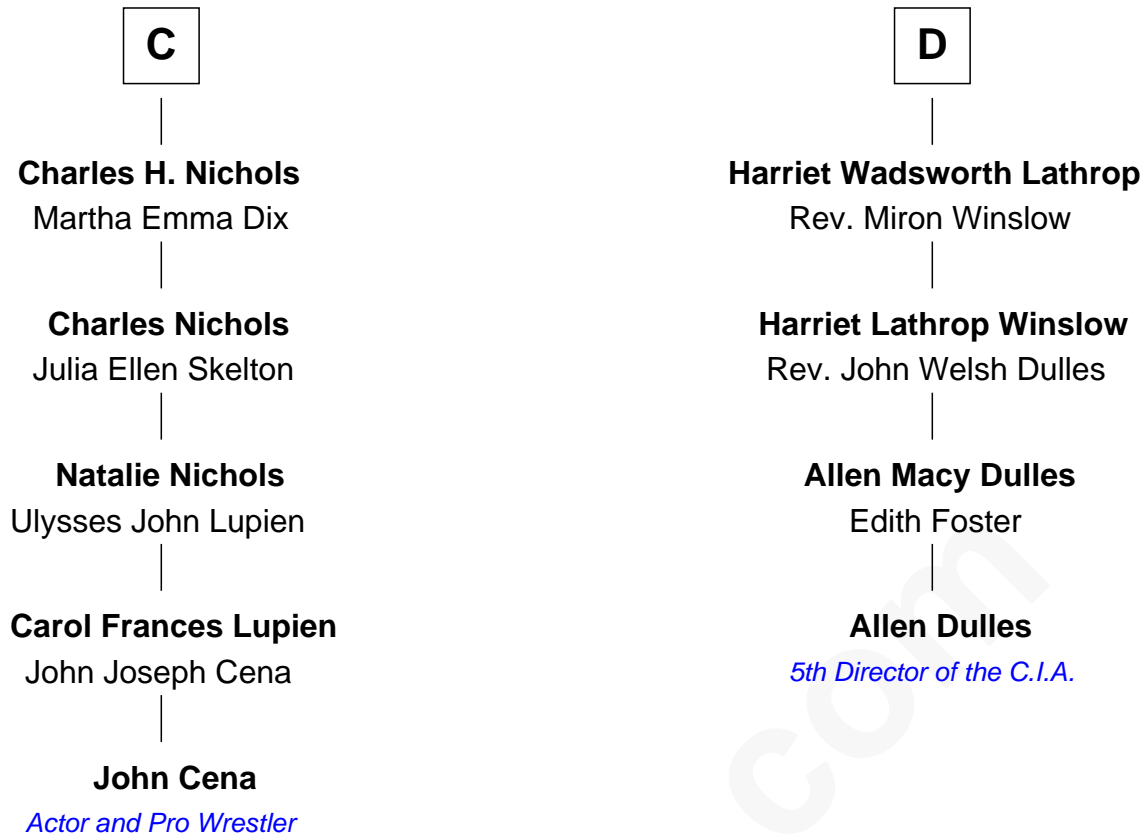 C
Charles H. Nichols
Martha Emma Dix
Charles Nichols
Julia Ellen Skelton
Natalie Nichols
Ulysses John Lupien
Carol Frances Lupien
John Joseph Cena
John Cena
Actor and Pro Wrestler
D
Harriet Wadsworth Lathrop
Rev. Miron Winslow
Harriet Lathrop Winslow
Rev. John Welsh Dulles
Allen Macy Dulles
Edith Foster
Allen Dulles
5th Director of the C.I.A.
com